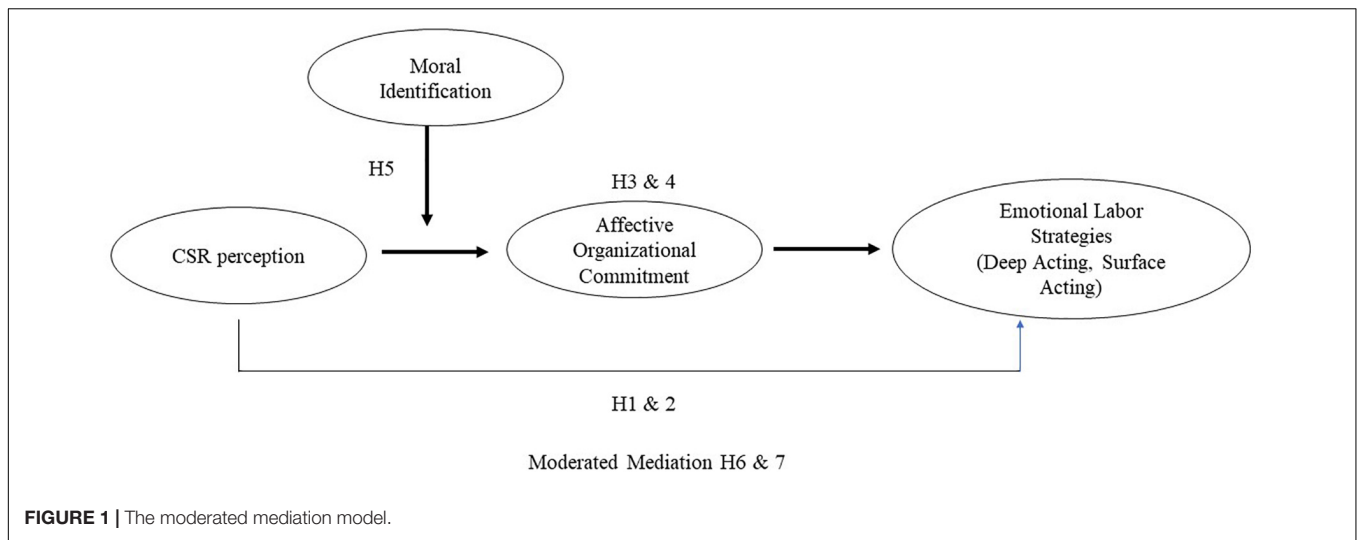 Moral
Identification
H5
H3 & 4
CSR perception
Affective
Organizational
Commitment
Emotional Labor
Strategies
(Deep Acting, Surface
Acting)
H1 & 2
Moderated Mediation H6 & 7
FIGURE 1 | The moderated mediation model.